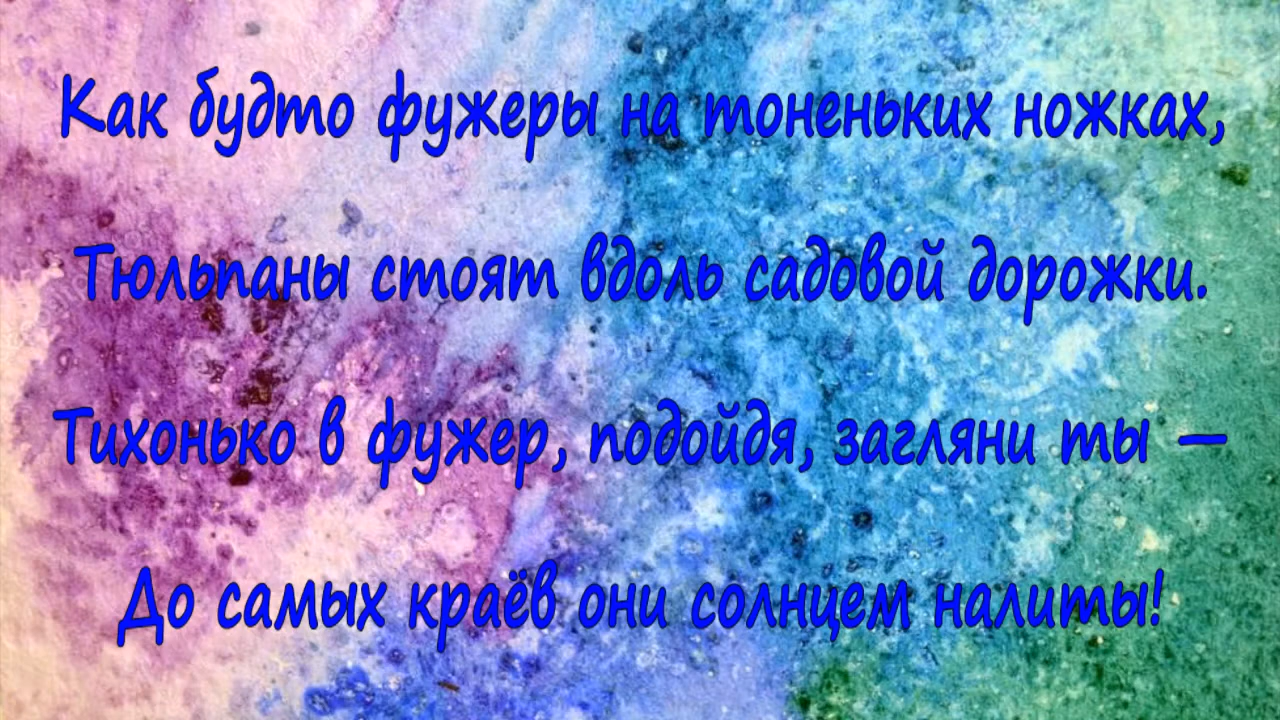 Как будто фужеры на тоненьких ножках,
Тюльпаны стоят вдоль садовой дорожки.
Тихонько в фужер, подойдя, загляни ты —
До самых краёв они солнцем налиты!